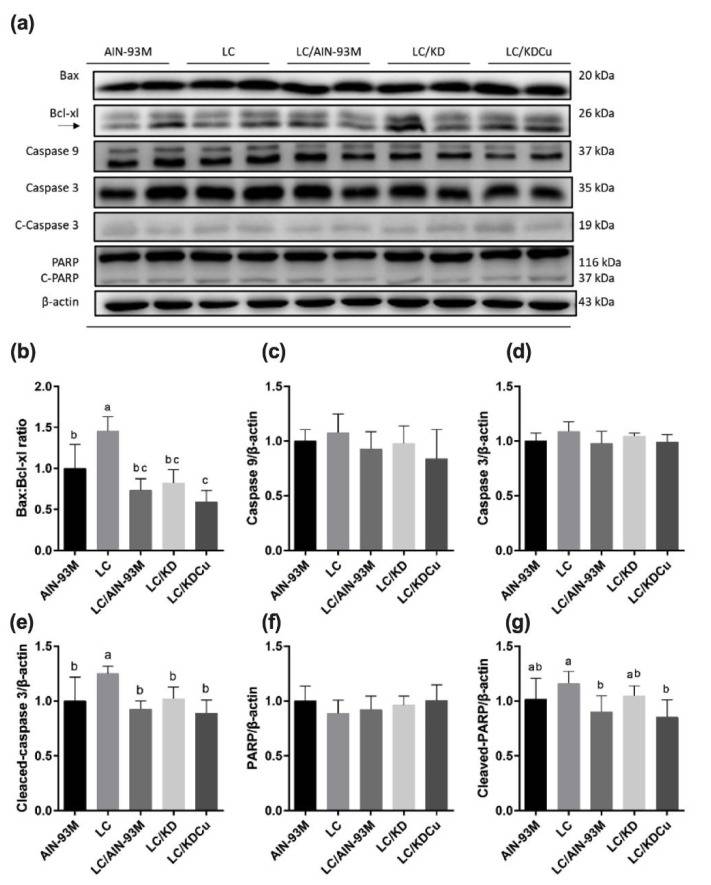 (a)
AIN-93M LC LC/AIN-93M LC/KD LC/KDCu
Bax 20 kDa
Bcl-xl 26 kDa
Caspase 9 37 kDa
Caspase 3 35 kDa
C-Caspase 3 19 kDa
PARP 116 kDa
C-PARP 37 kDa
β-actin 43 kDa
(b) (c) (d)
Bax:Bcl-xl ratio
2.0
1.5
1.0
0.5
0.0
b a bc bc c
AIN-93M LC LC/AIN-93M LC/KD LC/KDCu
Caspase 9/β-actin
1.5
1.0
0.5
0.0
AIN-93M LC LC/AIN-93M LC/KD LC/KDCu
Caspase 3/β-actin
1.5
1.0
0.5
0.0
AIN-93M LC LC/AIN-93M LC/KD LC/KDCu
(e) (f) (g)
Cleaced-caspase 3/β-actin
1.5
1.0
0.5
0.0
b a b b b
AIN-93M LC LC/AIN-93M LC/KD LC/KDCu
PARP/β-actin
1.5
1.0
0.5
0.0
AIN-93M LC LC/AIN-93M LC/KD LC/KDCu
Cleaved-PARP/β-actin
1.5
1.0
0.5
0.0
ab a b ab b
AIN-93M LC LC/AIN-93M LC/KD LC/KDCu